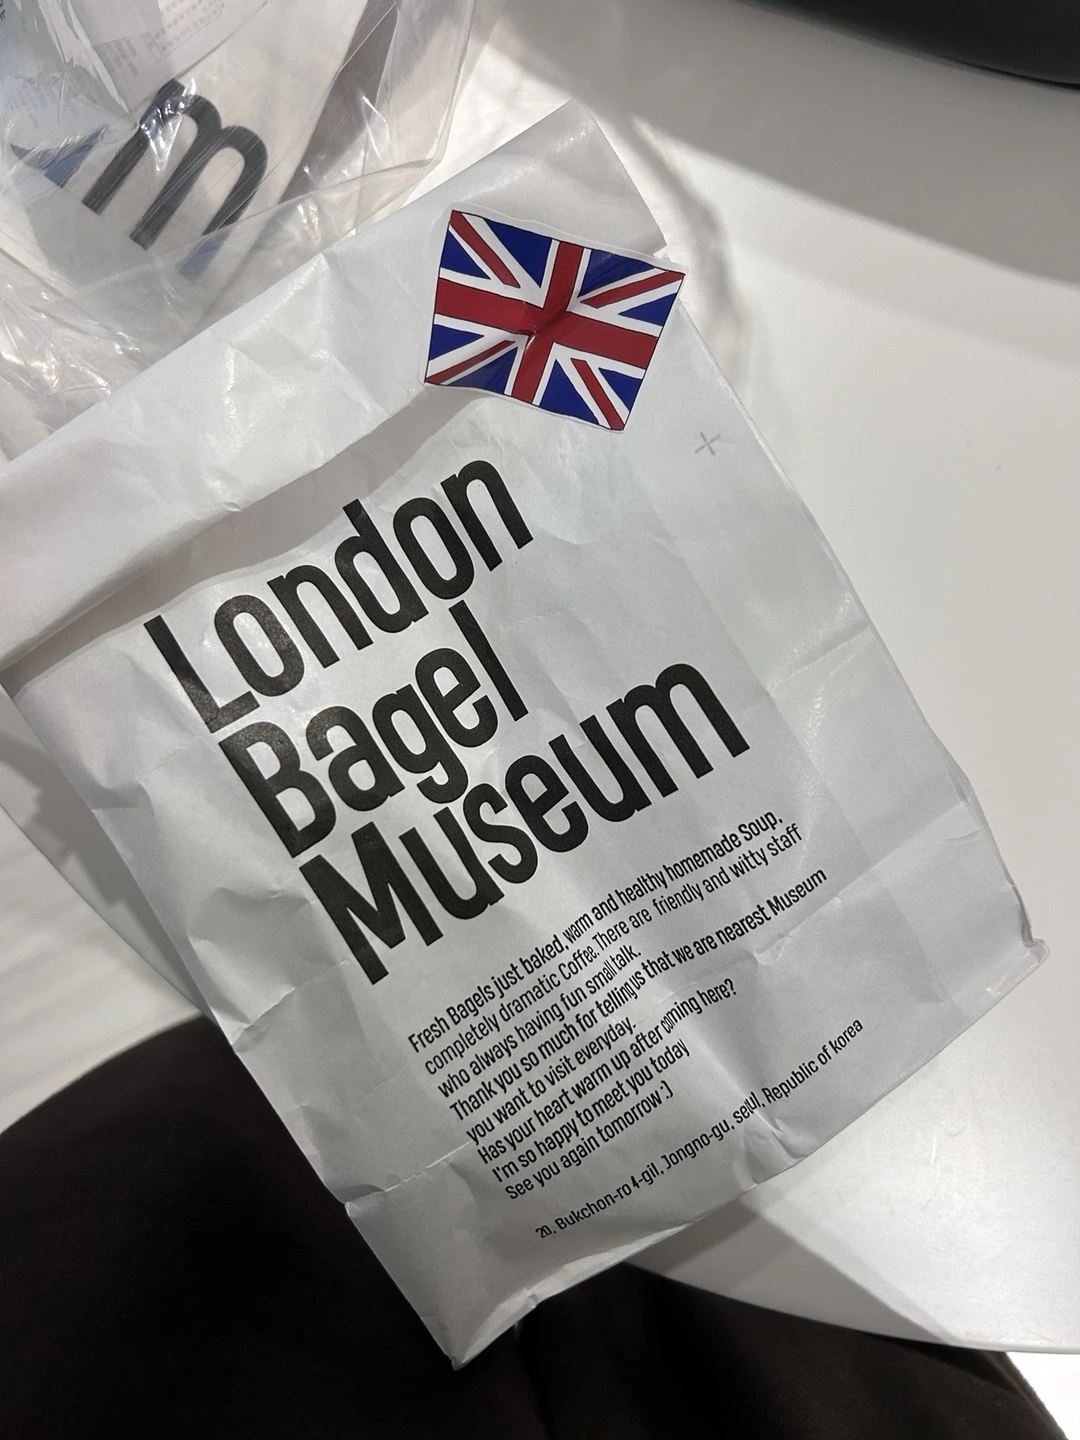 m
London
Bagel
Museum
Fresh Bagels just baked, warm and healthy homemade Soup,
completely dramatic Coffee. There are friendly and witty staff
who always having fun small talk.
Thank you so much for telling us that we are nearest Museum
you want to visit everyday.
Has your heart warm up after coming here?
I'm so happy to meet you today
See you again tomorrow :)
20, Bukchon-ro 4-gil, Jongno-gu, seoul, Republic of korea